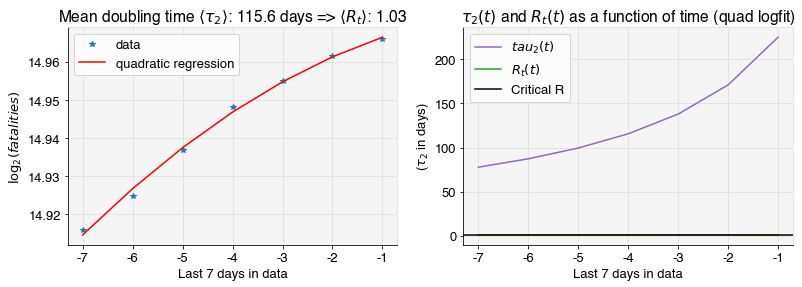 Mean doubling time ⟨τ₂⟩: 115.6 days => ⟨Rₜ⟩: 1.03
data
quadratic regression
log₂(fatalities)
14.96
14.95
14.94
14.93
14.92
-7 -6 -5 -4 -3 -2 -1
Last 7 days in data
τ₂(t) and Rₜ(t) as a function of time (quad logfit)
tau₂(t)
Rₜ(t)
Critical R
(τ₂ in days)
200
150
100
50
0
-7 -6 -5 -4 -3 -2 -1
Last 7 days in data